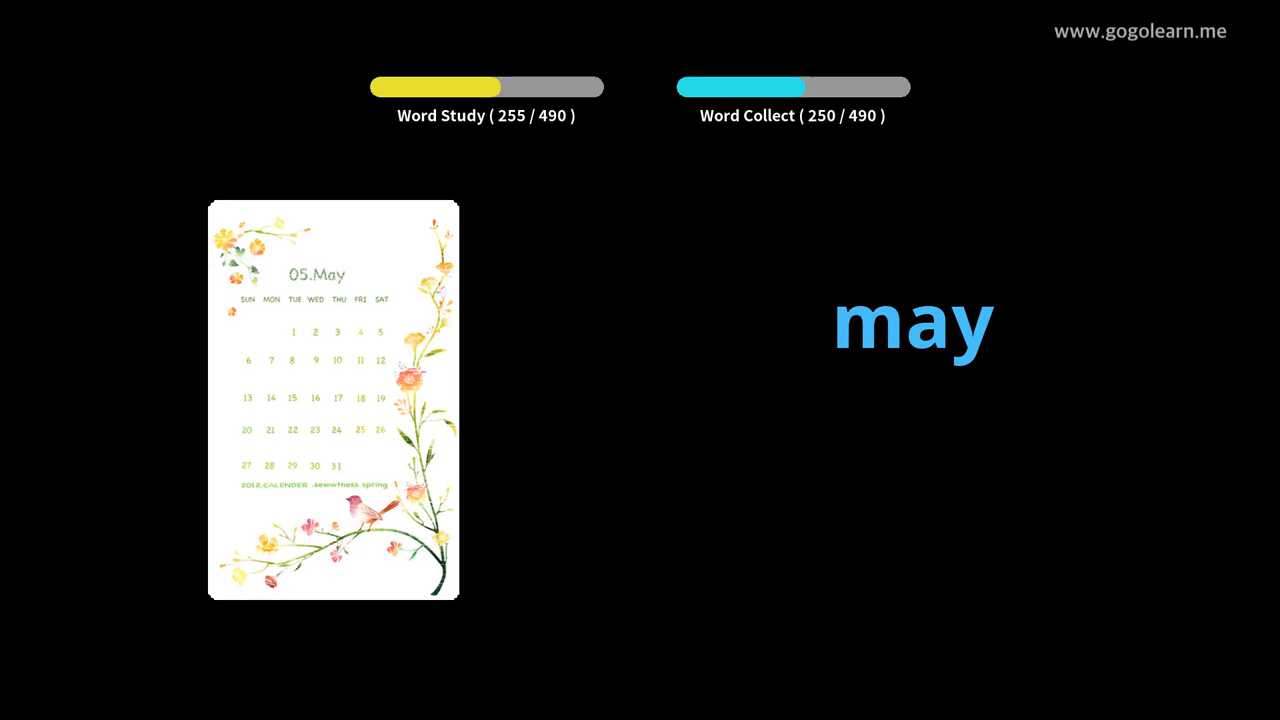 www.gogolearn.me
Word Study ( 255 / 490 )
Word Collect ( 250 / 490 )
05.May
SUN MON TUE WED THU FRI SAT
1 2 3 4 5
6 7 8 9 10 11 12
13 14 15 16 17 18 19
20 21 22 23 24 25 26
27 28 29 30 31
2012.CALENDER .sewwtness spring
may